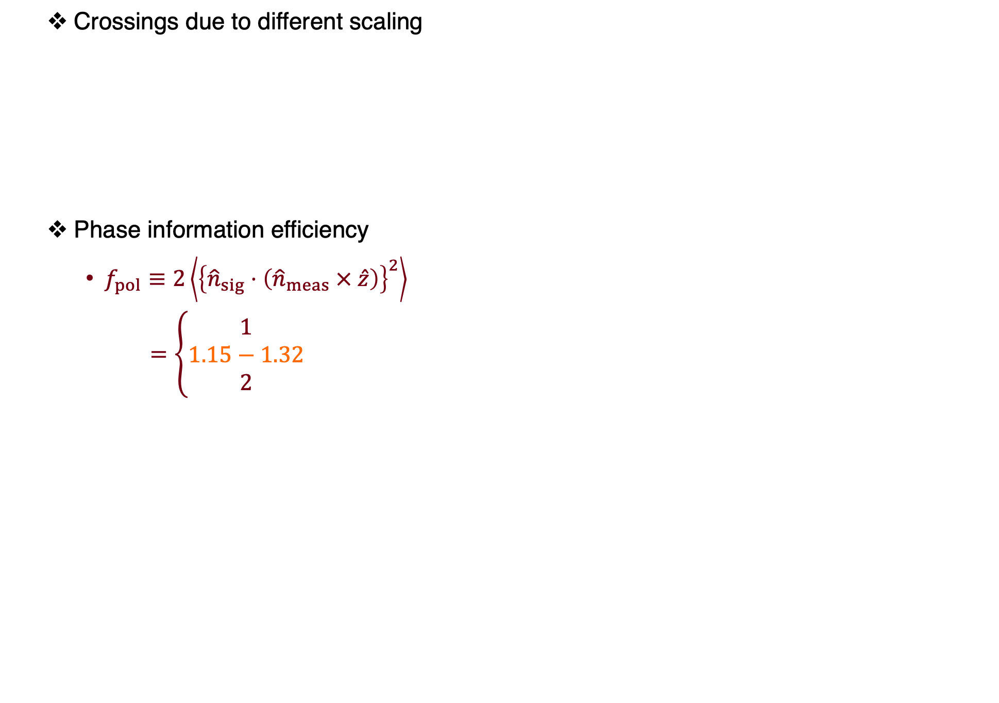 ❖ Crossings due to different scaling
❖ Phase information efficiency
• f_pol ≡ 2⟨{n̂_sig · (n̂_meas × ẑ)}²⟩
= { 1
1.15 − 1.32
2